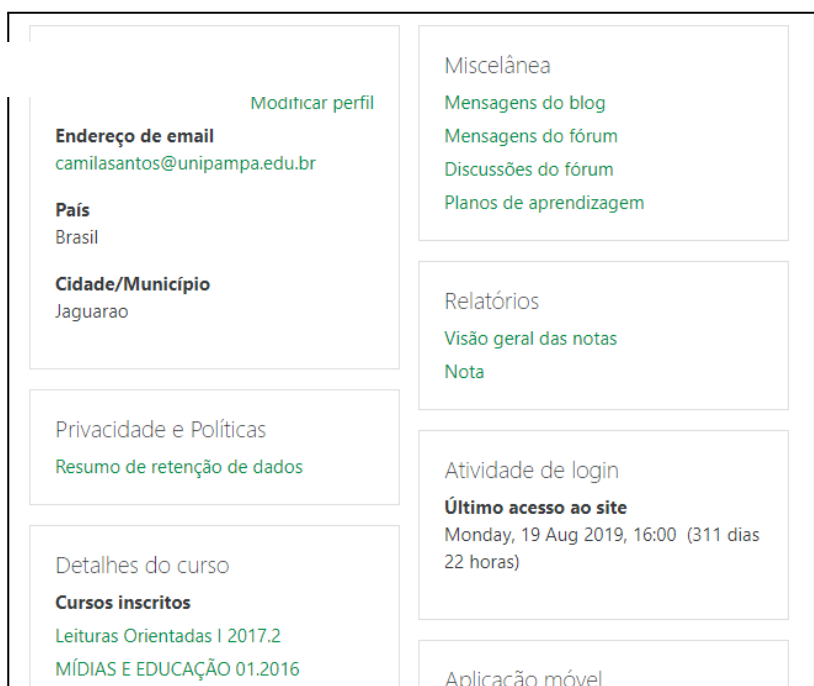 Modificar perfil
Endereço de email
camilasantos@unipampa.edu.br
País
Brasil
Cidade/Município
Jaguarao
Privacidade e Políticas
Resumo de retenção de dados
Detalhes do curso
Cursos inscritos
Leituras Orientadas I 2017.2
MÍDIAS E EDUCAÇÃO 01.2016
Miscelânea
Mensagens do blog
Mensagens do fórum
Discussões do fórum
Planos de aprendizagem
Relatórios
Visão geral das notas
Nota
Atividade de login
Último acesso ao site
Monday, 19 Aug 2019, 16:00 (311 dias
22 horas)
Aplicação móvel